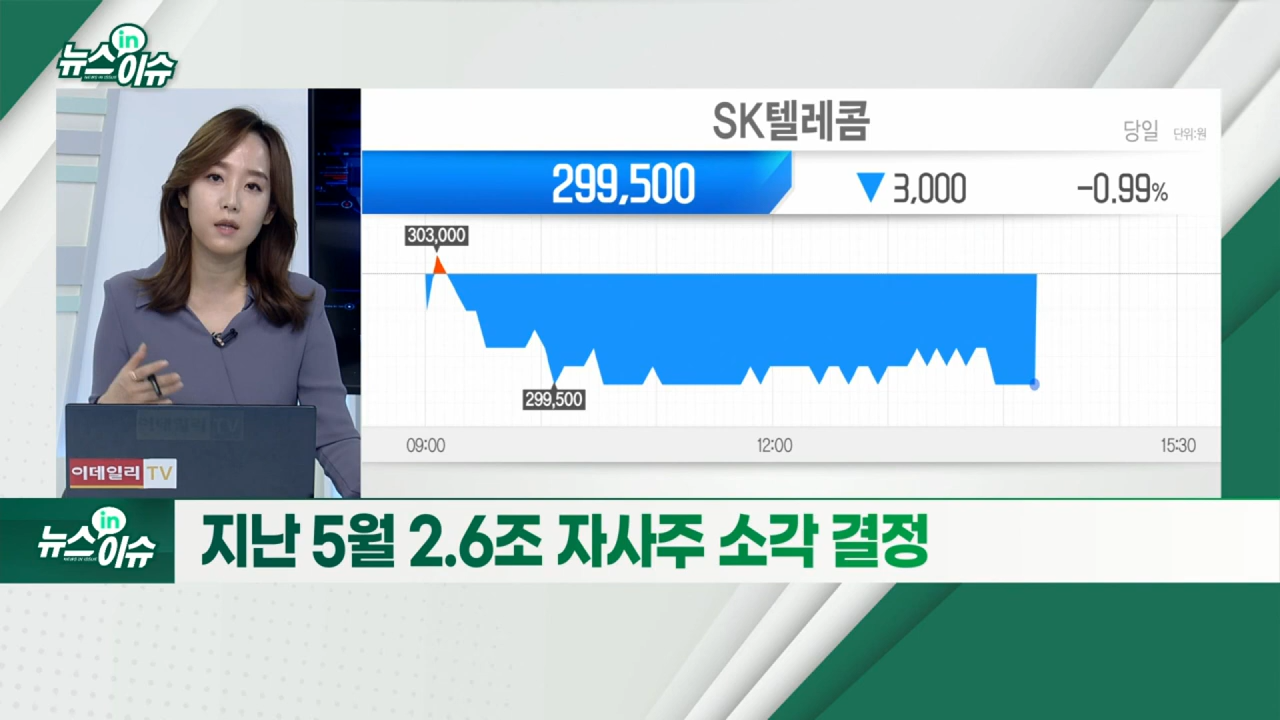 뉴스in이슈
SK텔레콤
당일 단위:원
299,500 ▼3,000 -0.99%
303,000
299,500
09:00 12:00 15:30
이데일리TV
뉴스in이슈
지난 5월 2.6조 자사주 소각 결정